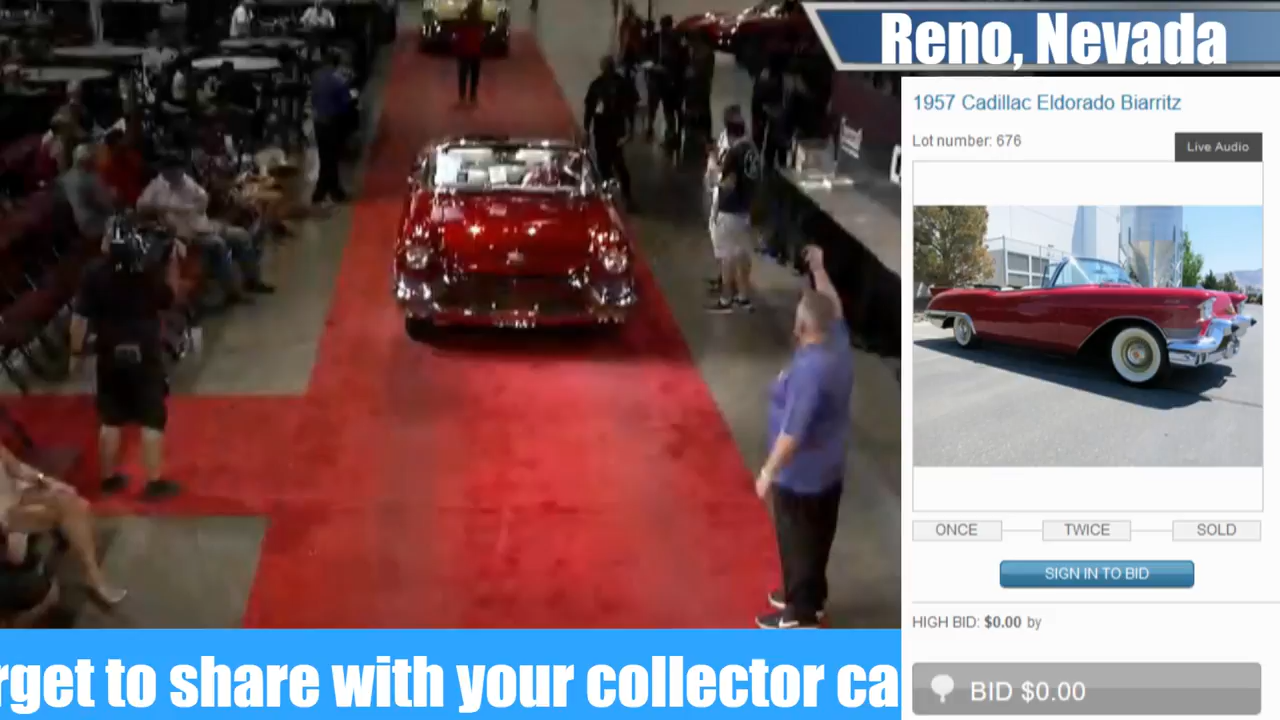 Reno, Nevada
1957 Cadillac Eldorado Biarritz
Lot number: 676
Live Audio
ONCE
TWICE
SOLD
SIGN IN TO BID
HIGH BID: $0.00 by
BID $0.00
rget to share with your collector ca